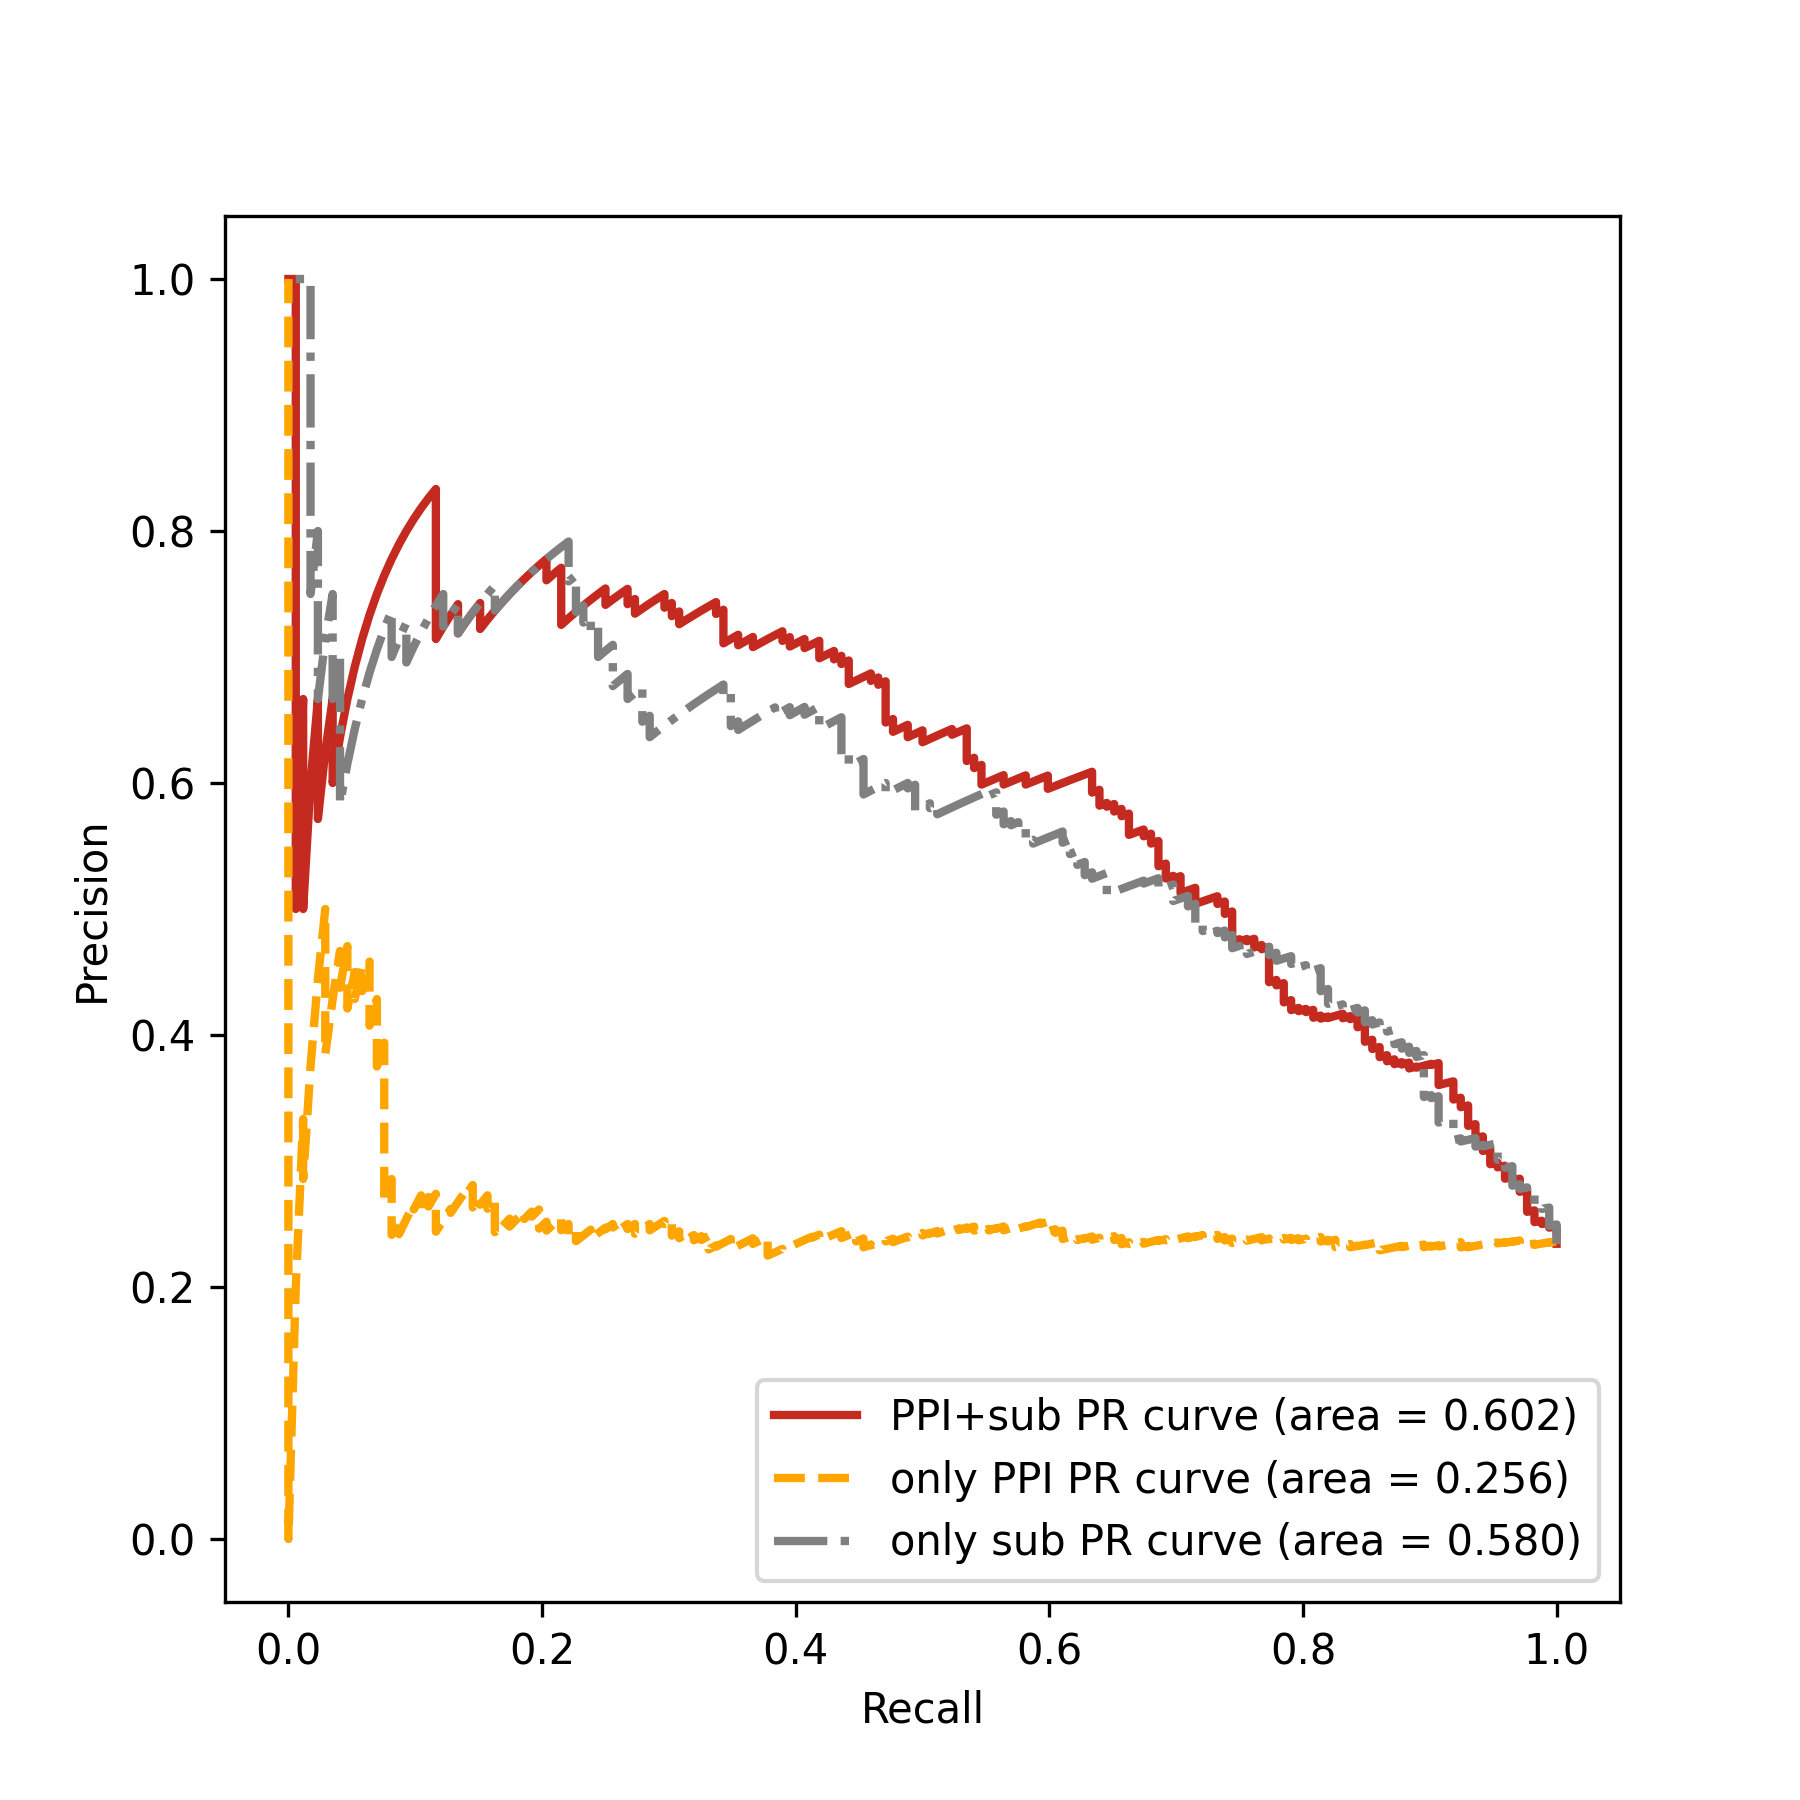 1.0
0.8
0.6
0.4
0.2
0.0
Precision
PPI+sub PR curve (area = 0.602)
only PPI PR curve (area = 0.256)
only sub PR curve (area = 0.580)
0.0 0.2 0.4 0.6 0.8 1.0
Recall